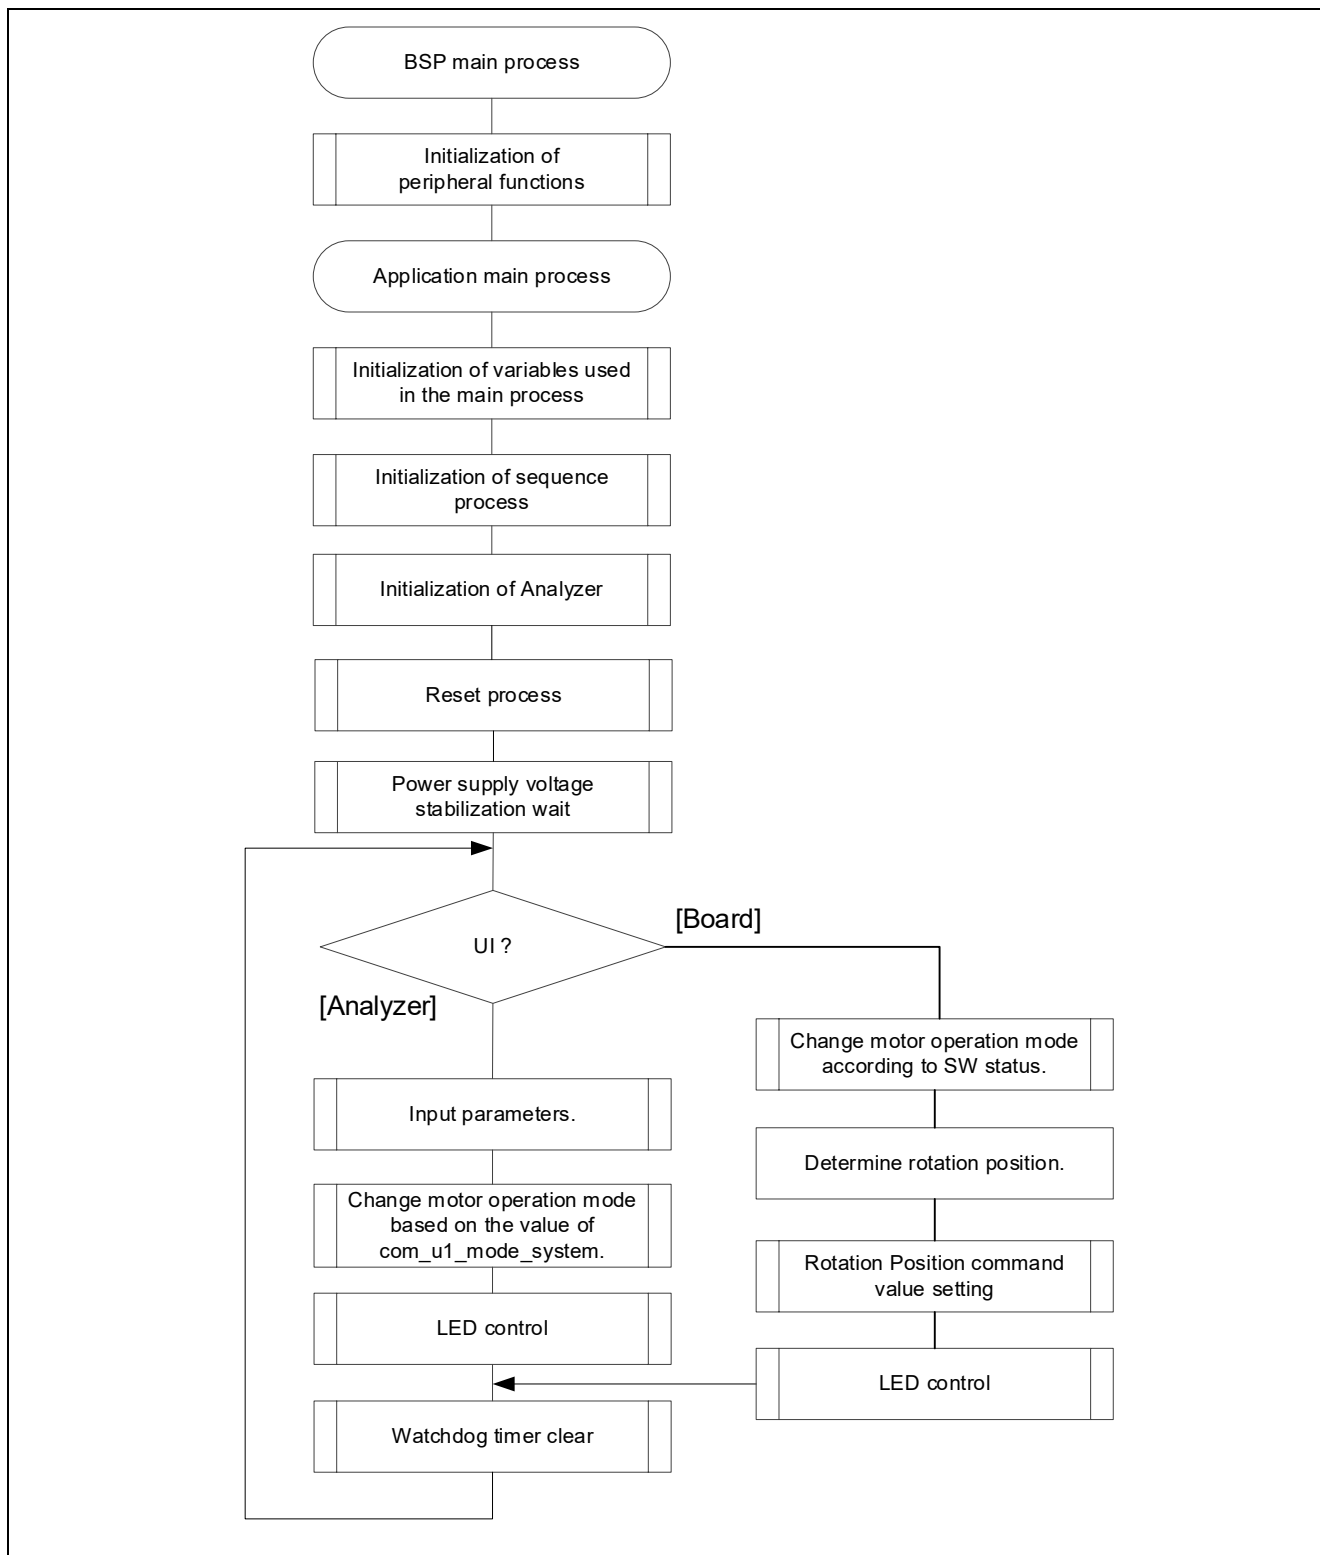 BSP main process
Initialization of
peripheral functions
Application main process
Initialization of variables used
in the main process
Initialization of sequence
process
Initialization of Analyzer
Reset process
Power supply voltage
stabilization wait
UI ?
[Board]
[Analyzer]
Input parameters.
Change motor operation mode
based on the value of
com_u1_mode_system.
LED control
Change motor operation mode
according to SW status.
Determine rotation position.
Rotation Position command
value setting
LED control
Watchdog timer clear